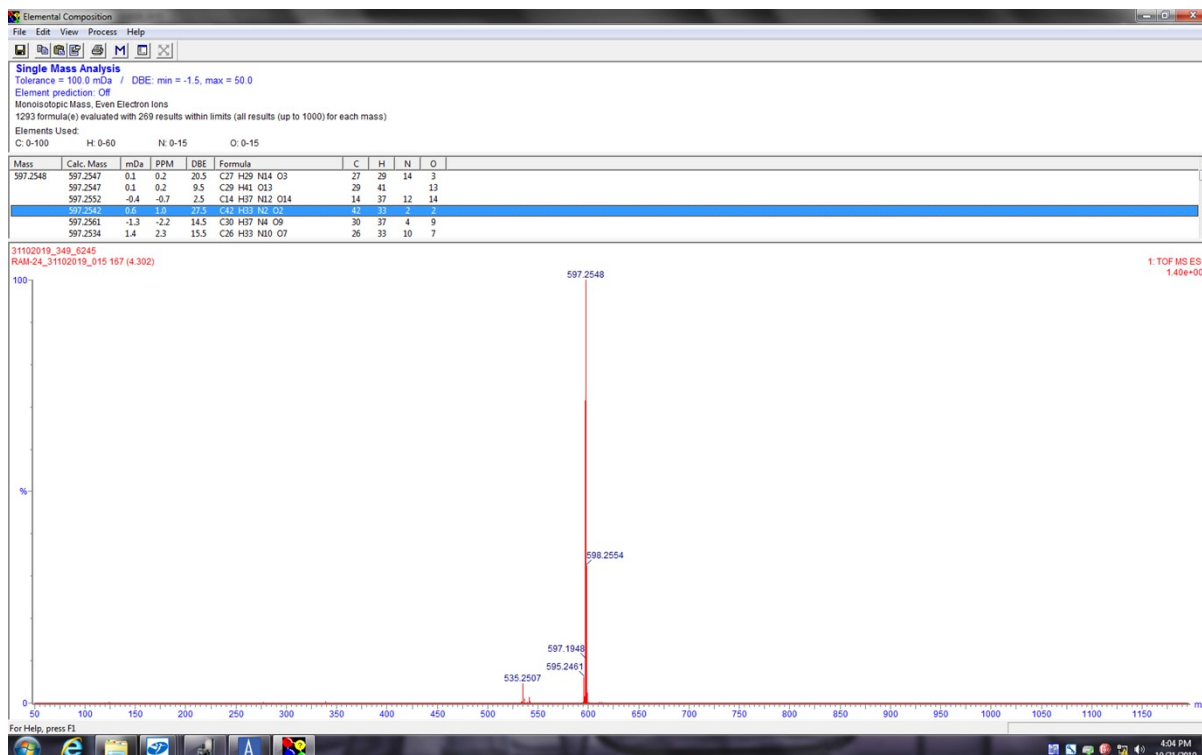 Elemental Composition
File Edit View Process Help
Single Mass Analysis
Tolerance = 100.0 mDa / DBE: min = -1.5, max = 50.0
Element prediction: Off
Monoisotopic Mass, Even Electron Ions
1293 formula(e) evaluated with 269 results within limits (all results (up to 1000) for each mass)
Elements Used:
C: 0-100 H: 0-60 N: 0-15 O: 0-15
Mass Calc. Mass mDa PPM DBE Formula C H N O
597.2548 597.2547 0.1 0.2 20.5 C27 H29 N14 O3 27 29 14 3
597.2547 0.1 0.2 9.5 C29 H41 O13 29 41 13
597.2552 -0.4 -0.7 2.5 C14 H37 N12 O14 14 37 12 14
597.2542 0.6 1.0 27.5 C42 H33 N2 O2 42 33 2 2
597.2561 -1.3 -2.2 14.5 C30 H37 N4 O9 30 37 4 9
597.2534 1.4 2.3 15.5 C26 H33 N10 O7 26 33 10 7
31102019_349_6245
RAM-24_31102019_015 167 (4.302)
1: TOF MS ES
1.40e+00
100
597.2548
598.2554
%
597.1948
595.2461
535.2507
0
50 100 150 200 250 300 350 400 450 500 550 600 650 700 750 800 850 900 950 1000 1050 1100 1150 m
For Help, press F1
4:04 PM